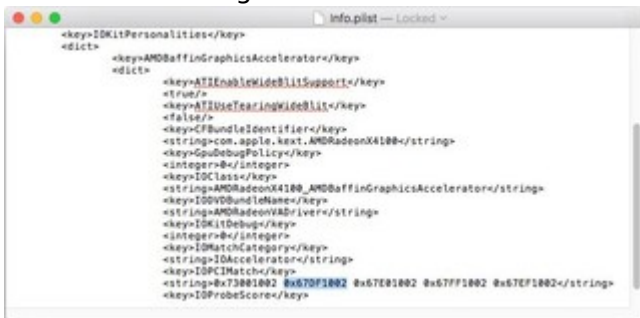 Info.plist — Locked
<key>IOKitPersonalities</key>
<dict>
<key>AMDBaffinGraphicsAccelerator</key>
<dict>
<key>ATIEnableWideBlitSupport</key>
<true/>
<key>ATIUseTearingWideBlit</key>
<false/>
<key>CFBundleIdentifier</key>
<string>com.apple.kext.AMDRadeonX4100</string>
<key>GpuDebugPolicy</key>
<integer>0</integer>
<key>IOClass</key>
<string>AMDRadeonX4100_AMDBaffinGraphicsAccelerator</string>
<key>IODVDBundleName</key>
<string>AMDRadeonVADriver</string>
<key>IOKitDebug</key>
<integer>0</integer>
<key>IOMatchCategory</key>
<string>IOAccelerator</string>
<key>IOPCIMatch</key>
<string>0x73001002 0x67DF1002 0x67E01002 0x67FF1002 0x67EF1002</string>
<key>IOProbeScore</key>